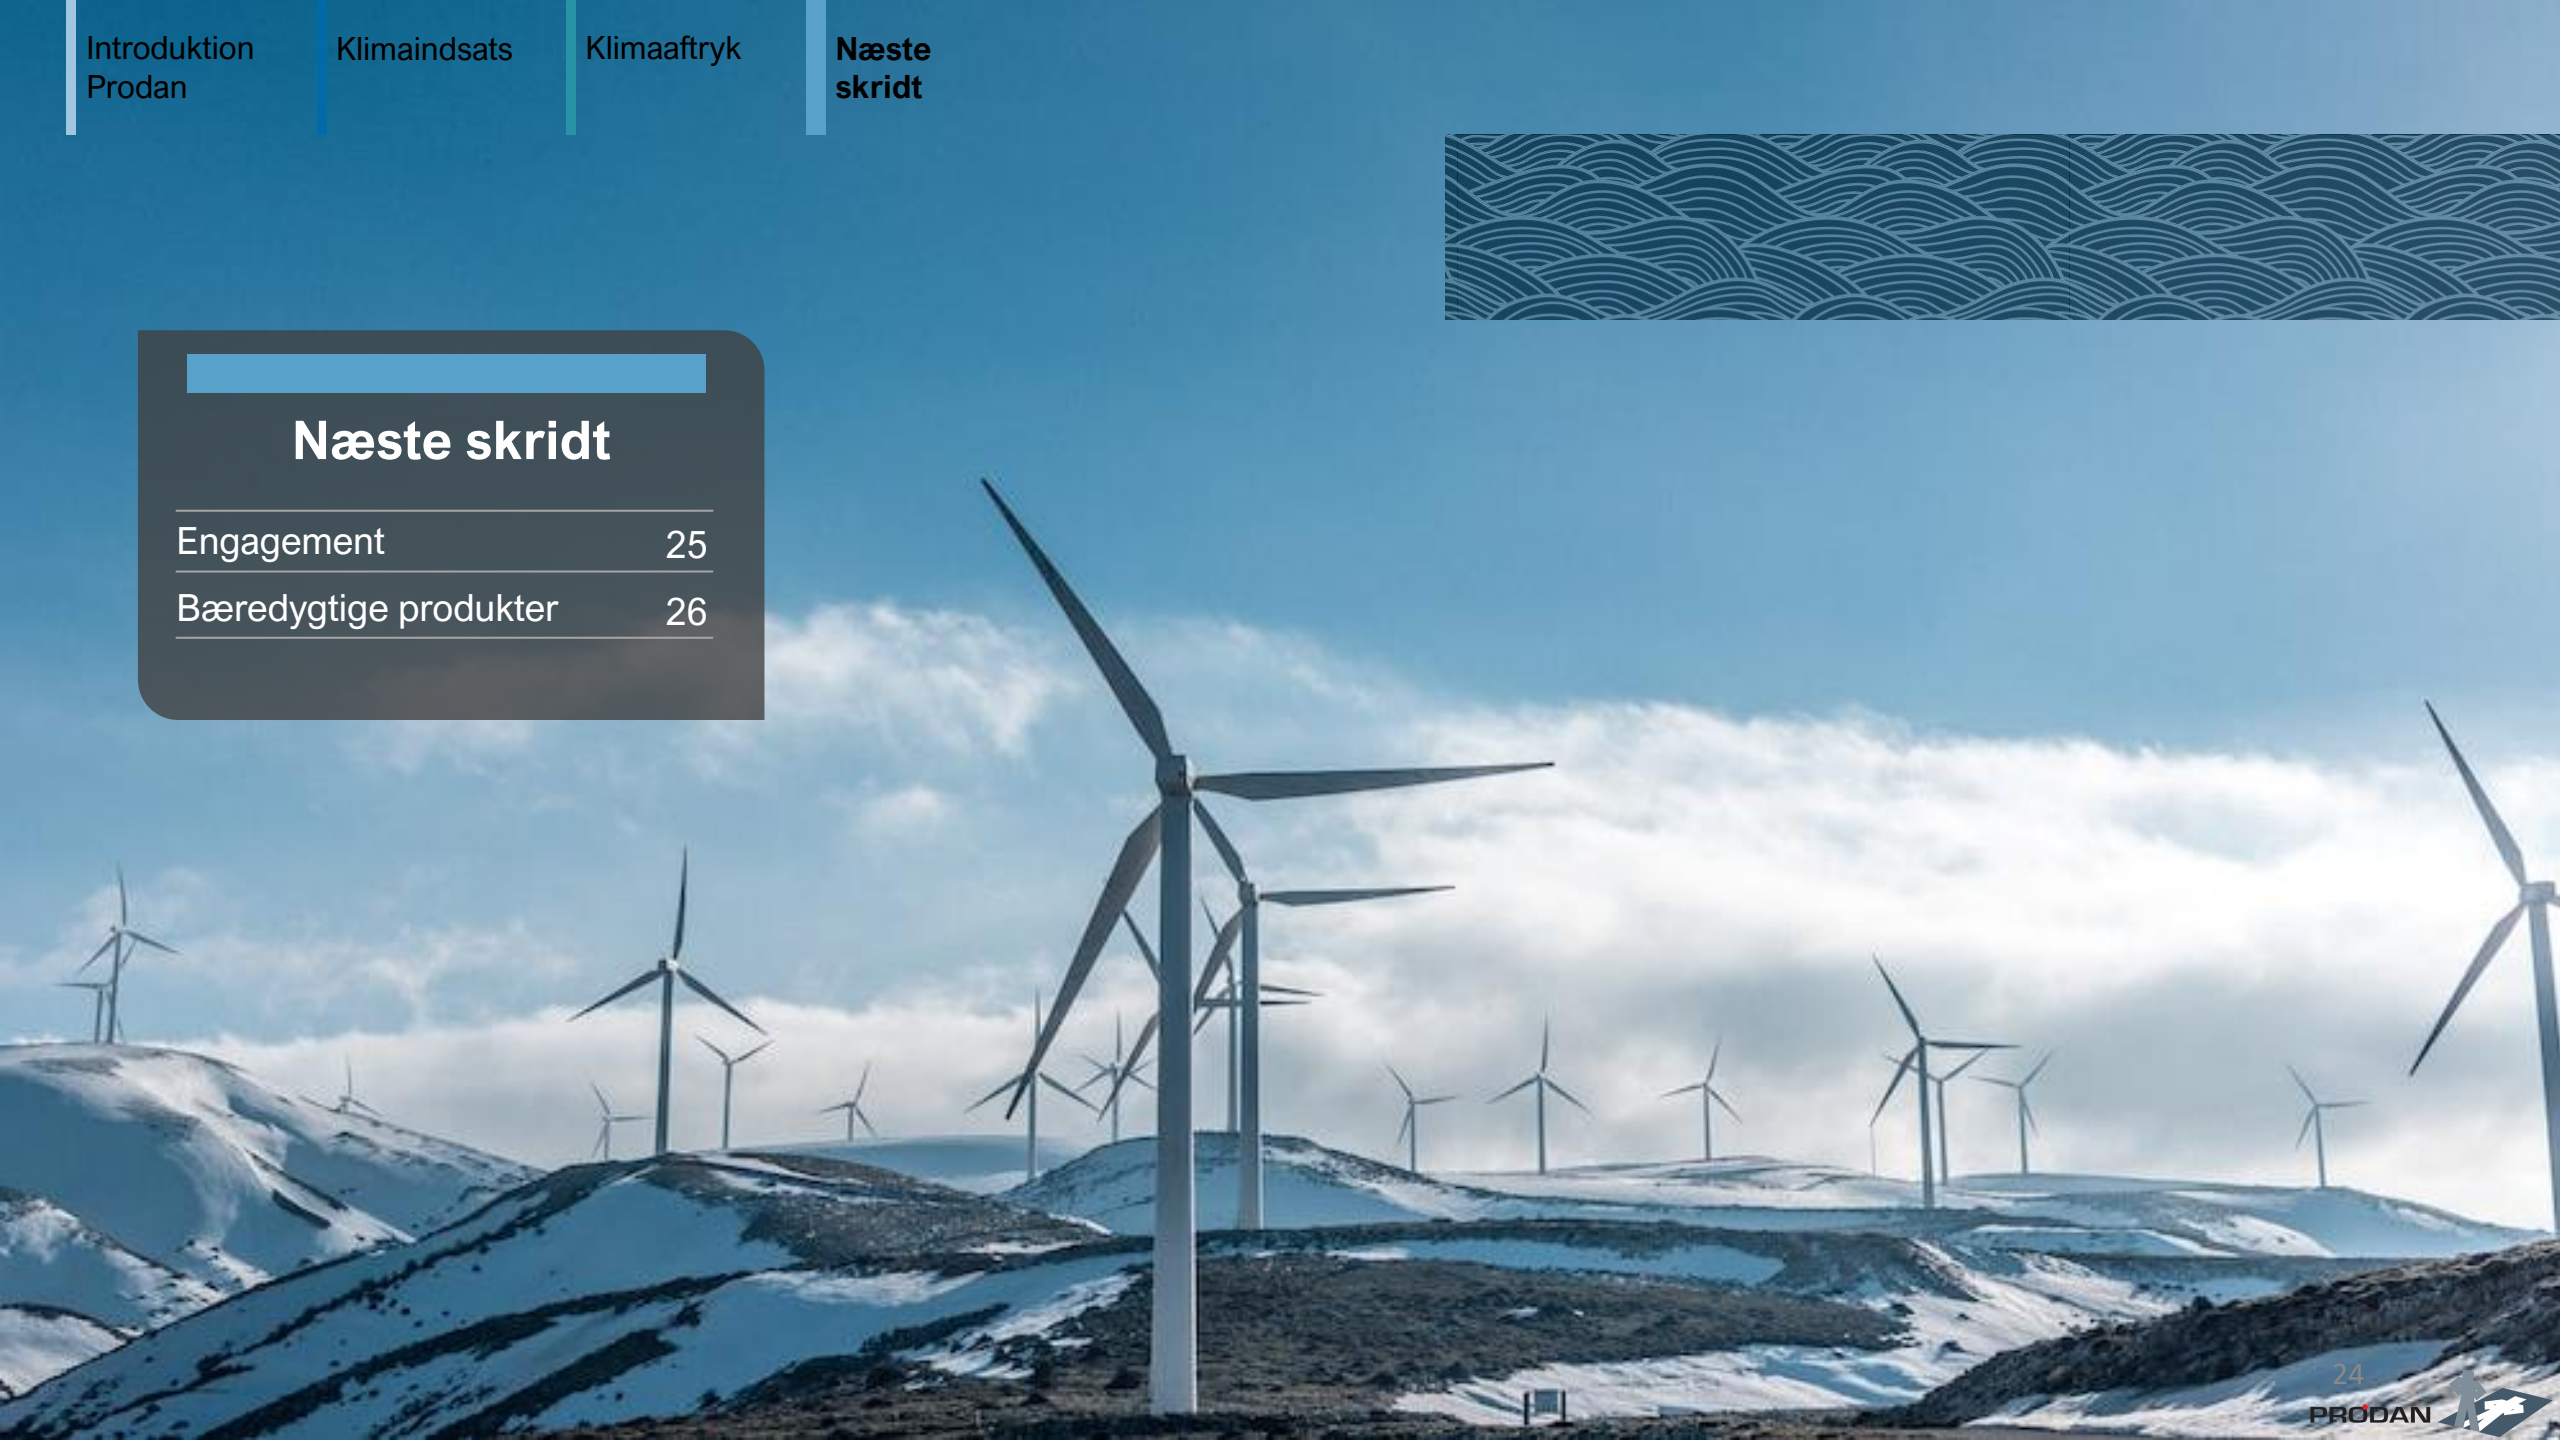 Introduktion
Prodan
Klimaindsats
Klimaaftryk
Næste
skridt
Næste skridt
Engagement 25
Bæredygtige produkter 26
24
PRODAN